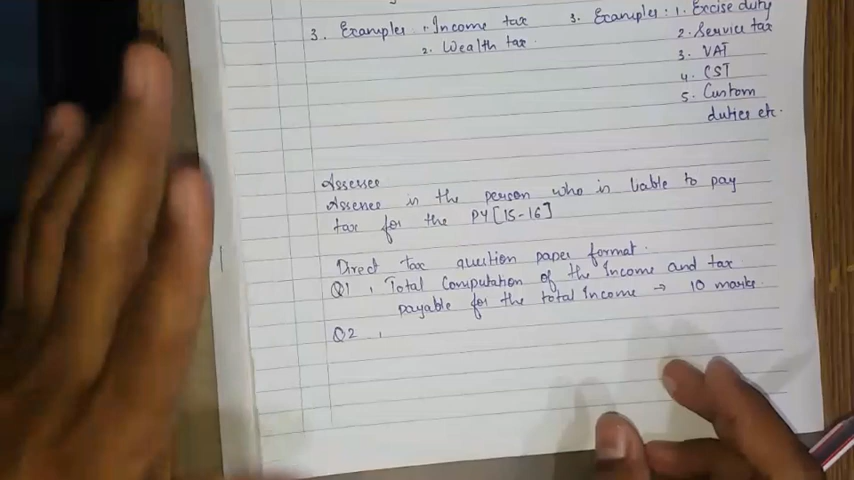 3. Examples: 1. Income tax
2. Wealth tax.
3. Examples: 1. Excise duty
2. Service tax
3. VAT
4. CST
5. Custom
duties etc.
Assessee
Assessee is the person who is liable to pay
tax for the PY [15-16]
Direct tax question paper format.
Q1, Total Computation of the Income and tax
payable for the total Income → 10 marks.
Q2,